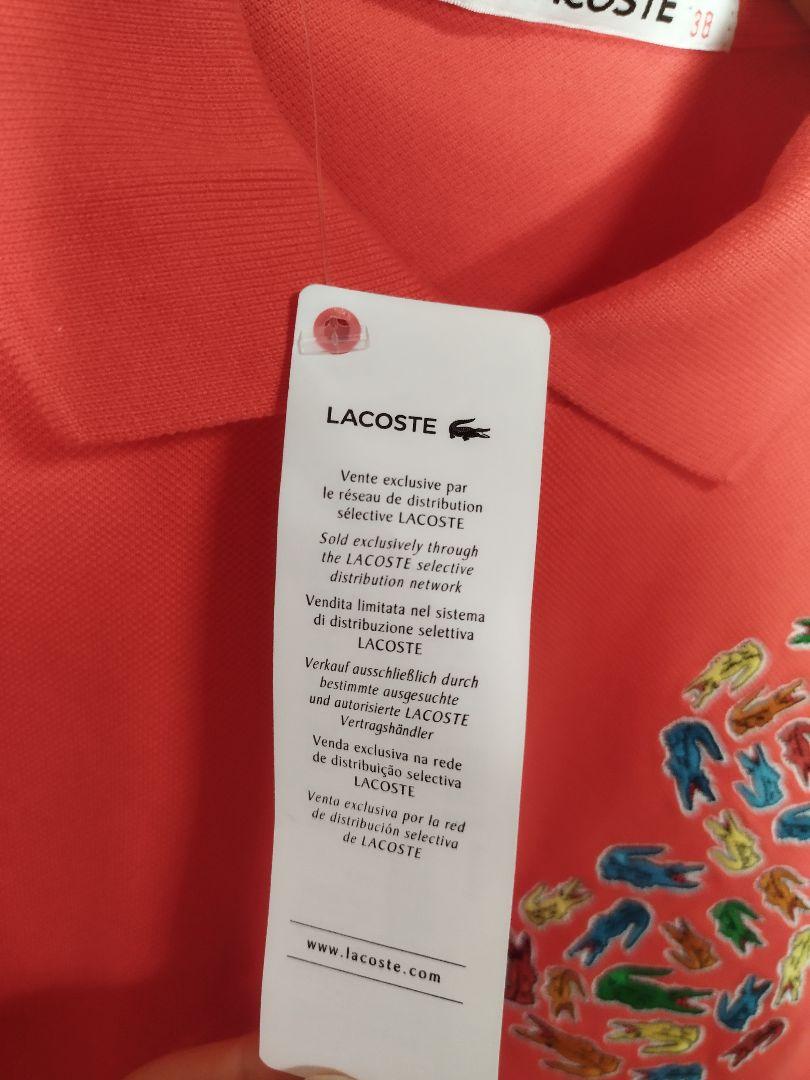 LACOSTE 38
LACOSTE
Vente exclusive par
le réseau de distribution
sélective LACOSTE
Sold exclusively through
the LACOSTE selective
distribution network
Vendita limitata nel sistema
di distribuzione selettiva
LACOSTE
Verkauf ausschließlich durch
bestimmte ausgesuchte
und autorisierte LACOSTE
Vertragshändler
Venda exclusiva na rede
de distribuição selectiva
LACOSTE
Venta exclusiva por la red
de distribución selectiva
de LACOSTE
www.lacoste.com